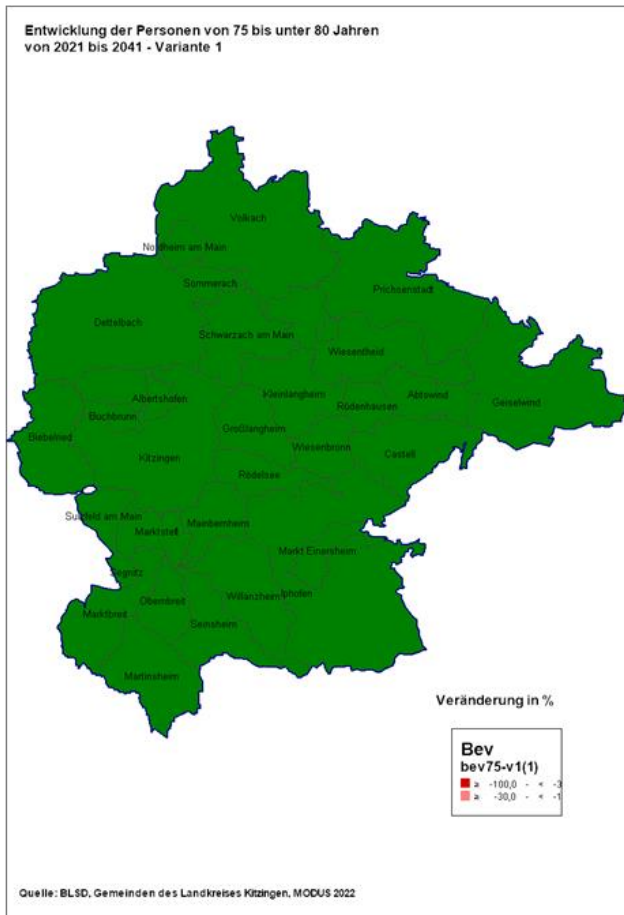 Entwicklung der Personen von 75 bis unter 80 Jahren
von 2021 bis 2041 - Variante 1
Volkach
Nordheim am Main
Sommerach
Prichsenstadt
Dettelbach
Schwarzach am Main
Wiesentheid
Kleinlangheim
Abtswind
Albertshofen
Rüdenhausen
Geiselwind
Buchbrunn
Großlangheim
Biebelried
Wiesenbronn
Castell
Kitzingen
Rödelsee
Sulzfeld am Main
Mainbernheim
Marktsteft
Markt Einersheim
Segnitz
Iphofen
Willanzheim
Obernbreit
Marktbreit
Seinsheim
Martinsheim
Veränderung in %
Bev
bev75-v1(1)
≥ -100,0 - < -3
≥ -30,0 - < -1
Quelle: BLSD, Gemeinden des Landkreises Kitzingen, MODUS 2022